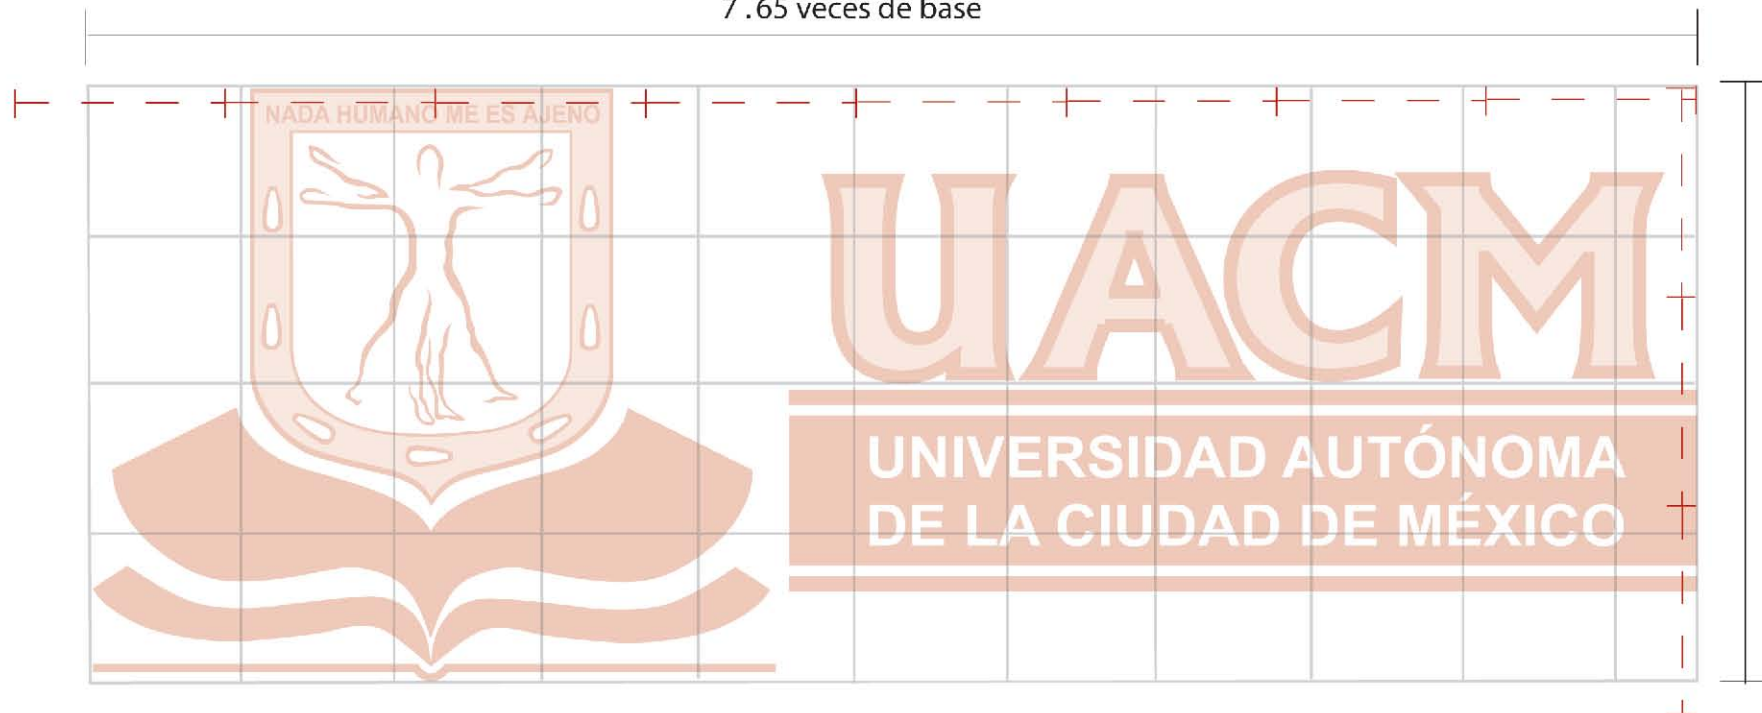 7.65 veces de base
NADA HUMANO ME ES AJENO
UACM
UNIVERSIDAD AUTÓNOMA
DE LA CIUDAD DE MÉXICO